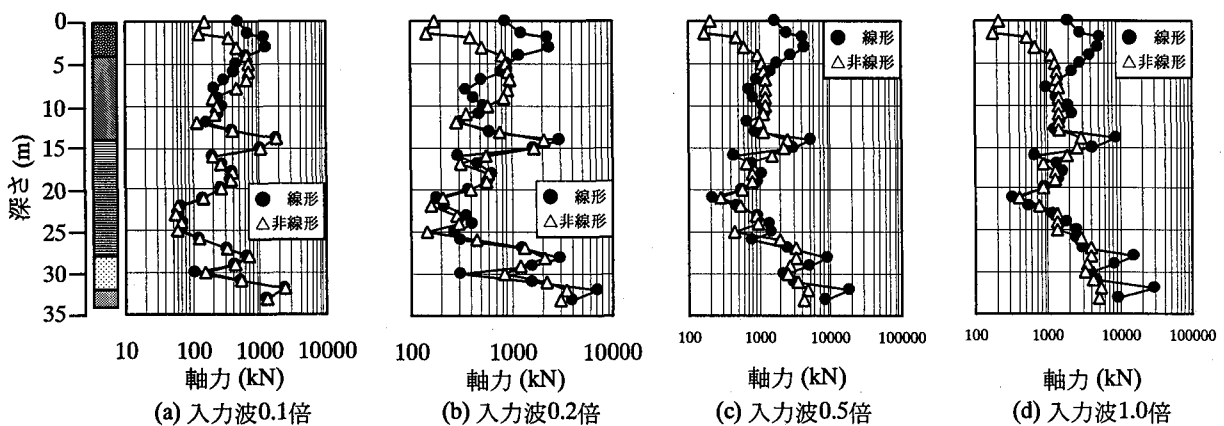 深さ (m)
0
5
10
15
20
25
30
35
線形
非線形
10 100 1000 10000
軸力 (kN)
(a) 入力波0.1倍
線形
非線形
140 1000 10000
軸力 (kN)
(b) 入力波0.2倍
線形
非線形
100 1000 10000 100000
軸力 (kN)
(c) 入力波0.5倍
線形
非線形
100 1000 10000 100000
軸力 (kN)
(d) 入力波1.0倍